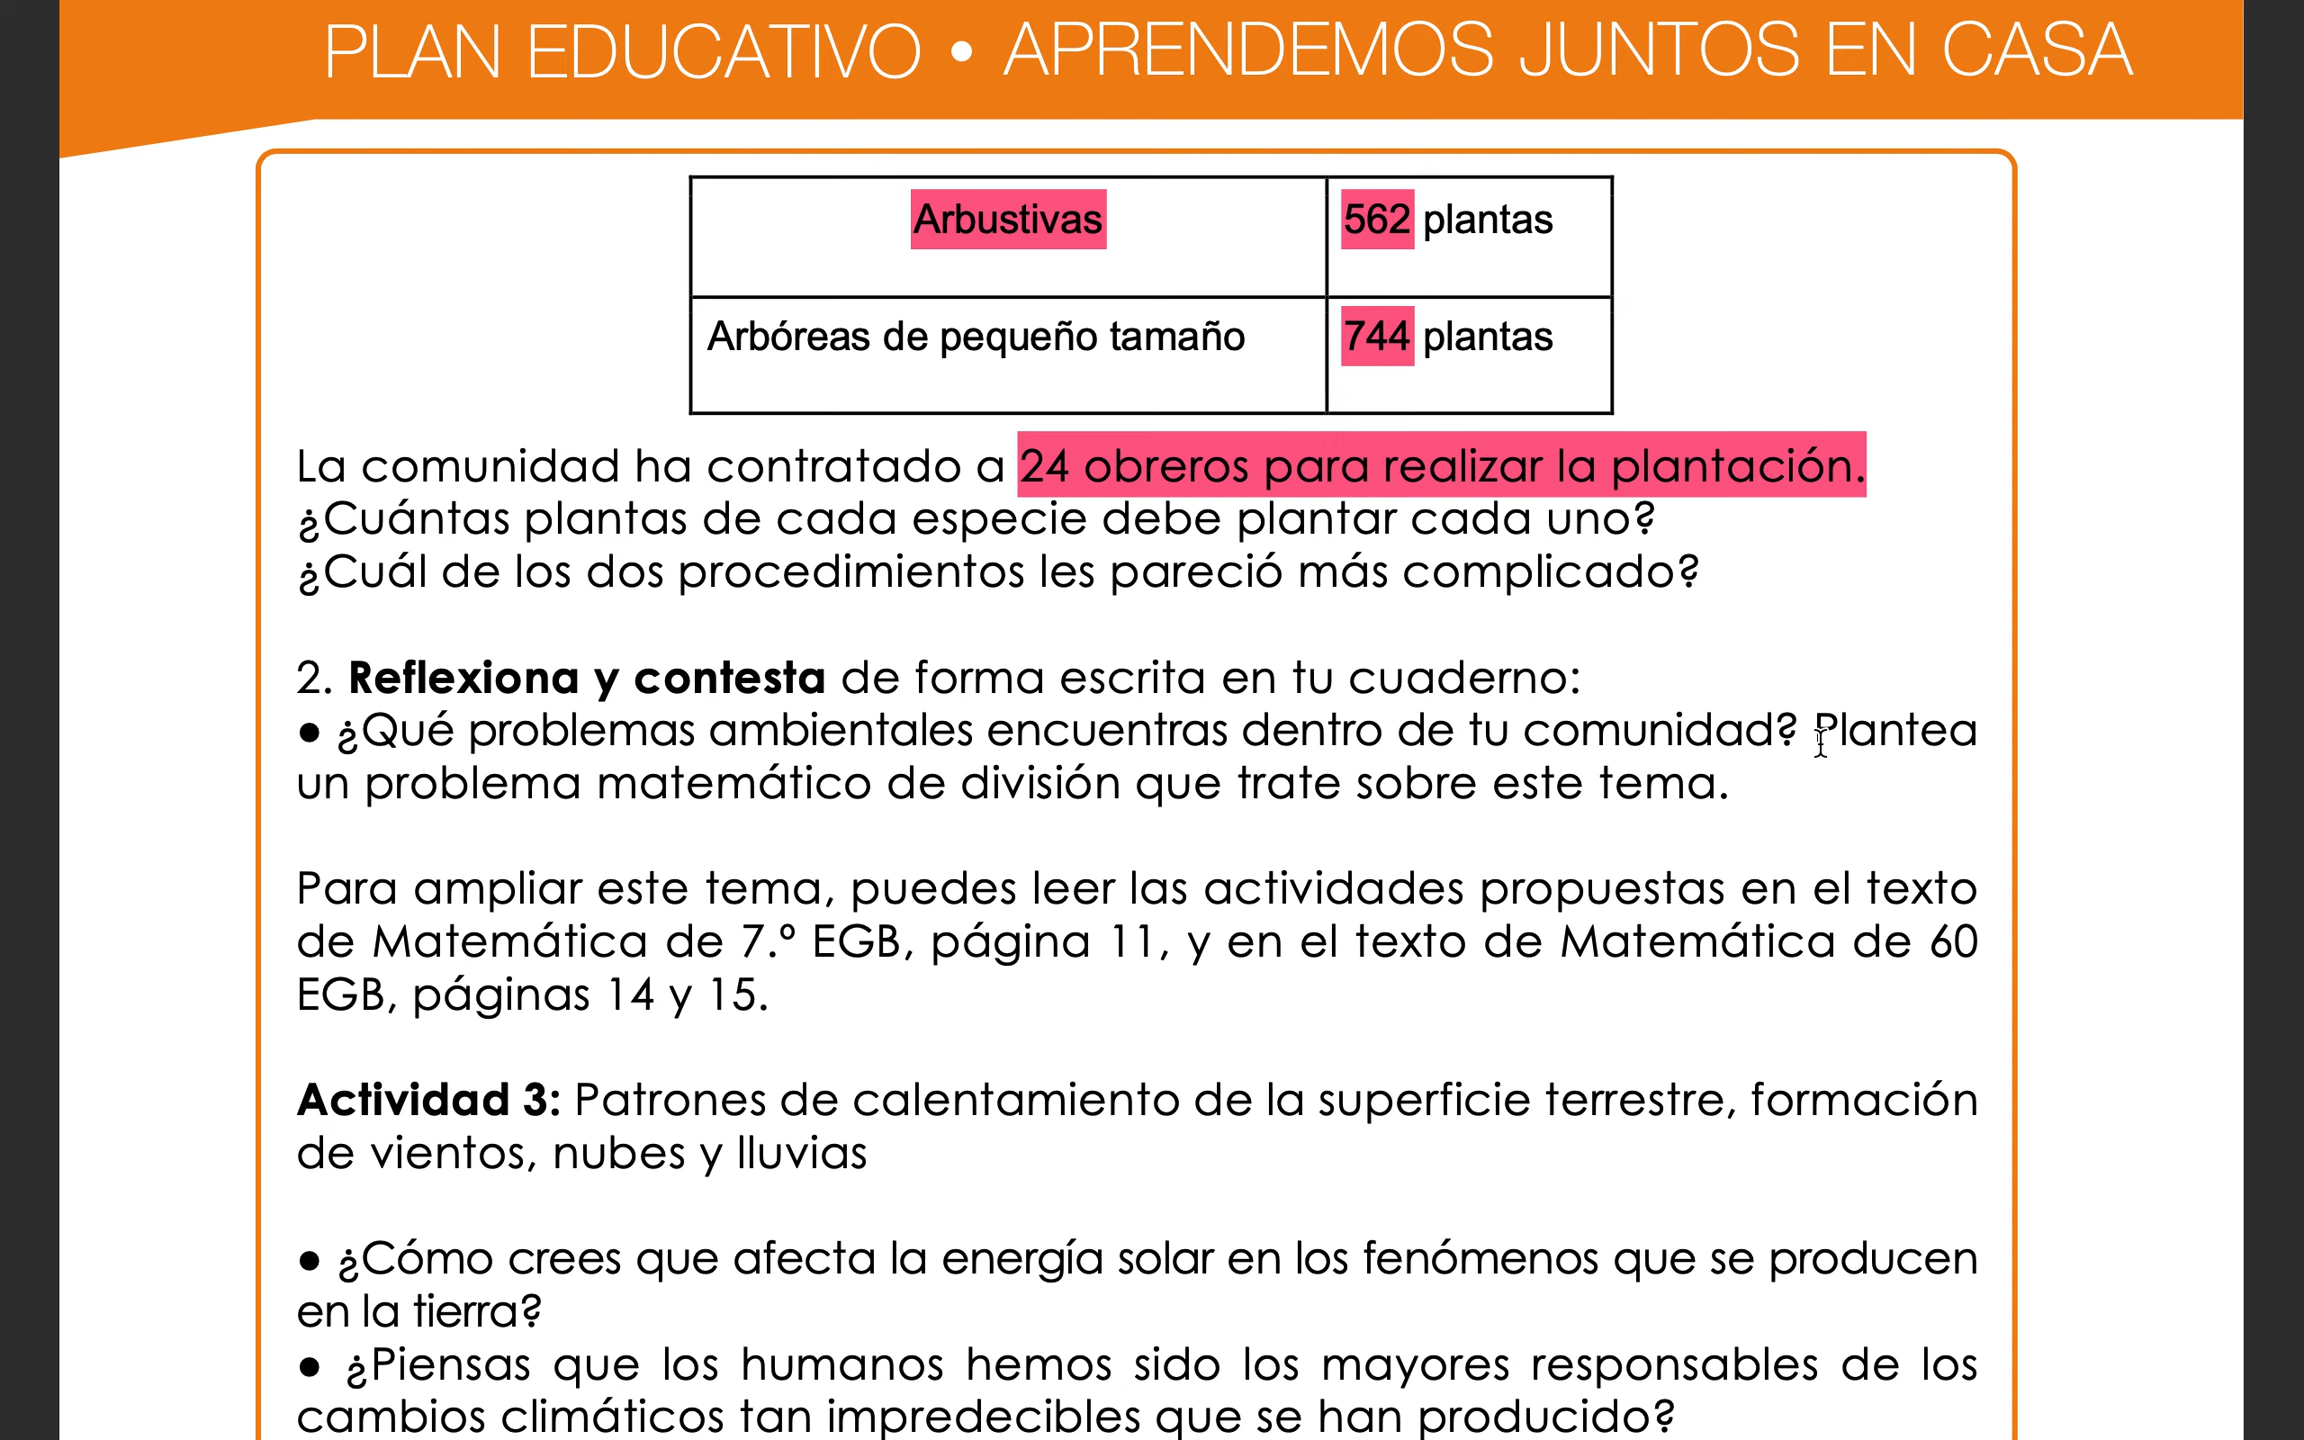 PLAN EDUCATIVO • APRENDEMOS JUNTOS EN CASA
Arbustivas 562 plantas
Arbóreas de pequeño tamaño 744 plantas
La comunidad ha contratado a 24 obreros para realizar la plantación.
¿Cuántas plantas de cada especie debe plantar cada uno?
¿Cuál de los dos procedimientos les pareció más complicado?
2. Reflexiona y contesta de forma escrita en tu cuaderno:
● ¿Qué problemas ambientales encuentras dentro de tu comunidad? Plantea
un problema matemático de división que trate sobre este tema.
Para ampliar este tema, puedes leer las actividades propuestas en el texto
de Matemática de 7.º EGB, página 11, y en el texto de Matemática de 60
EGB, páginas 14 y 15.
Actividad 3: Patrones de calentamiento de la superficie terrestre, formación
de vientos, nubes y lluvias
● ¿Cómo crees que afecta la energía solar en los fenómenos que se producen
en la tierra?
● ¿Piensas que los humanos hemos sido los mayores responsables de los
cambios climáticos tan impredecibles que se han producido?